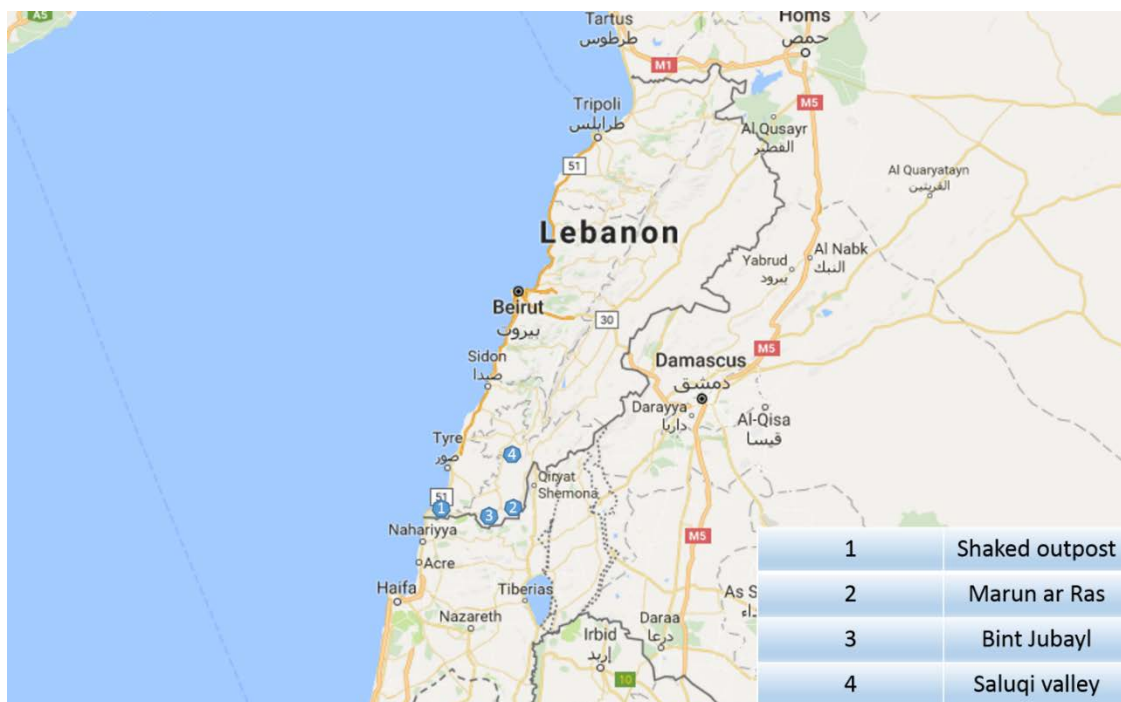 A5
Tartus
طرطوس
Homs
حمص
M1
Tripoli
طرابلس
M5
Al Qusayr
القصير
51
Al Quaryatayn
القريتين
Lebanon
Al Nabk
النبك
Yabrud
يبرود
Beirut
بيروت
30
M5
Sidon
صيدا
Damascus
دمشق
Darayya
داريا
Al-Qisa
قيسا
Tyre
صور
4
51
1
3
2
Qiryat
Shemona
Nahariyya
M5
Acre
Haifa
Tiberias
Nazareth
As S
Daraa
درعا
Irbid
إربد
10
1 Shaked outpost
2 Marun ar Ras
3 Bint Jubayl
4 Saluqi valley